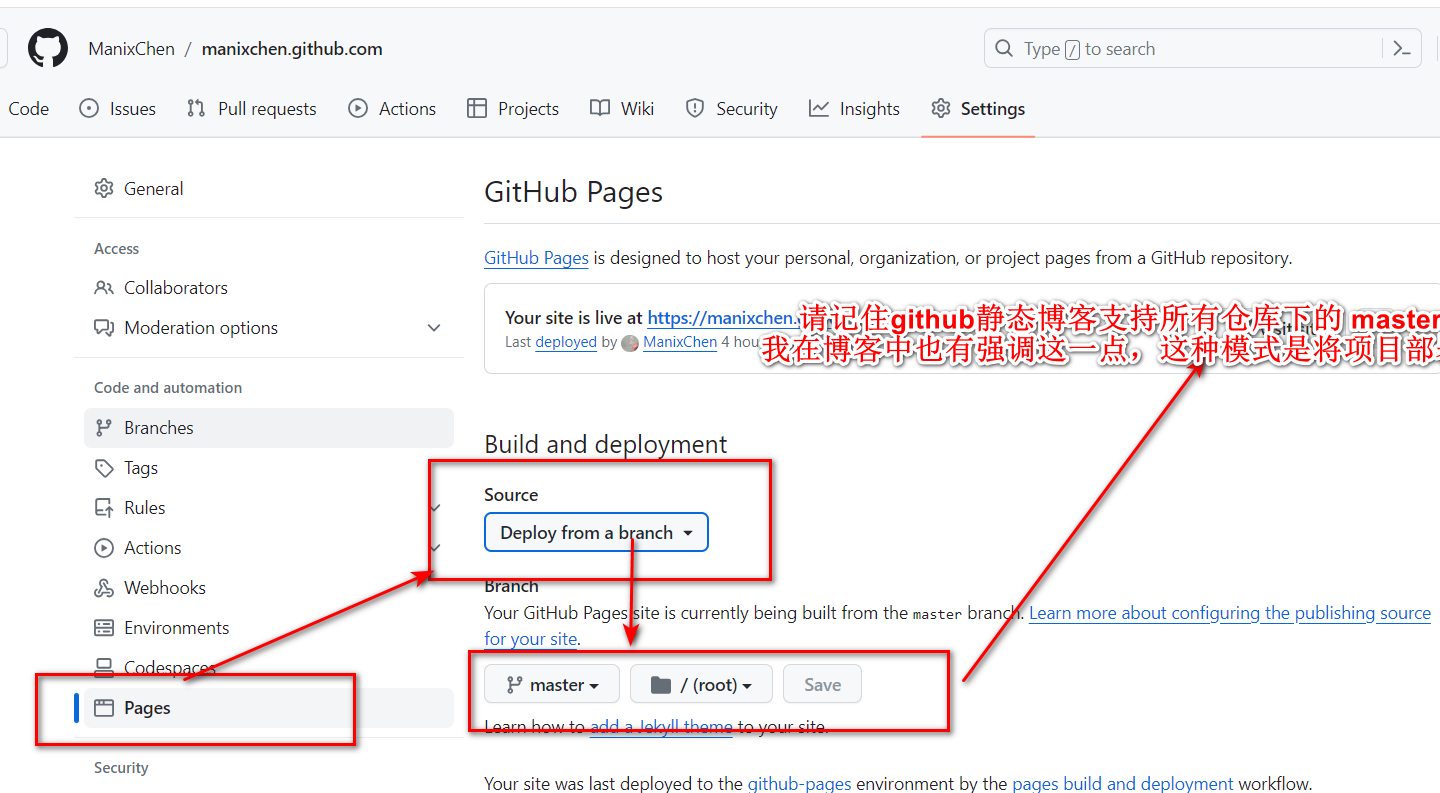 ManixChen / manixchen.github.com
Type / to search
Code Issues Pull requests Actions Projects Wiki Security Insights Settings
General
Access
Collaborators
Moderation options
Code and automation
Branches
Tags
Rules
Actions
Webhooks
Environments
Codespaces
Pages
Security
GitHub Pages
GitHub Pages is designed to host your personal, organization, or project pages from a GitHub repository.
Your site is live at https://manixchen.
请记住github静态博客支持所有仓库下的 master
Last deployed by ManixChen 4 hou
我在博客中也有强调这一点，这种模式是将项目部
Build and deployment
Source
Deploy from a branch
Branch
Your GitHub Pages site is currently being built from the master branch. Learn more about configuring the publishing source
for your site.
master / (root) Save
Learn how to add a Jekyll theme to your site.
Your site was last deployed to the github-pages environment by the pages build and deployment workflow.